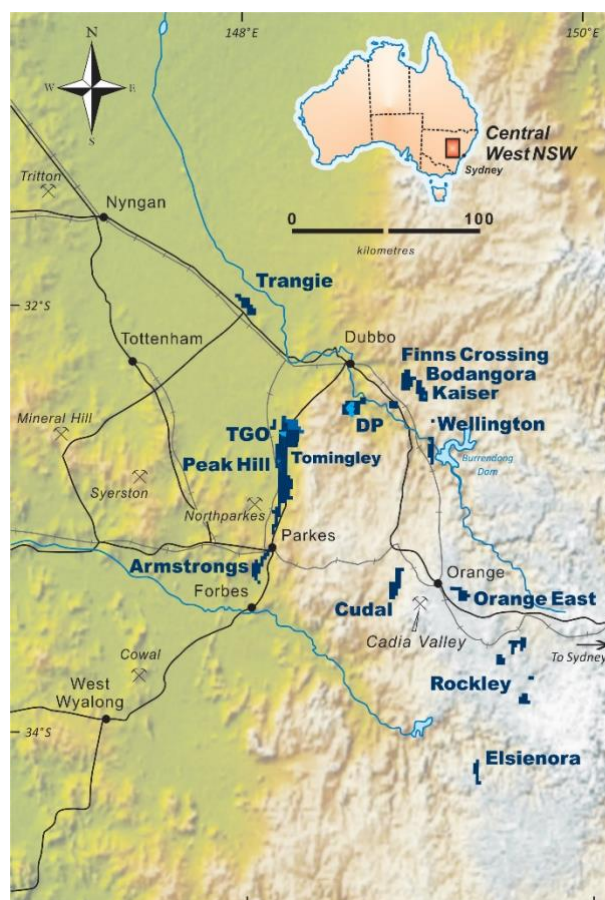 148°E
150°E
N
W
E
S
Central
West NSW
Sydney
Tritton
Nyngan
0
100
kilometres
Trangie
32°S
Tottenham
Dubbo
Finns Crossing
Bodangora
Kaiser
Mineral Hill
DP
Wellington
TGO
Peak Hill
Tomingley
Burrendong
Dam
Syerston
Northparkes
Parkes
Armstrongs
Forbes
Orange
Orange East
Cudal
Cadia Valley
To Sydney
Cowal
West
Wyalong
Rockley
34°S
Elsienora